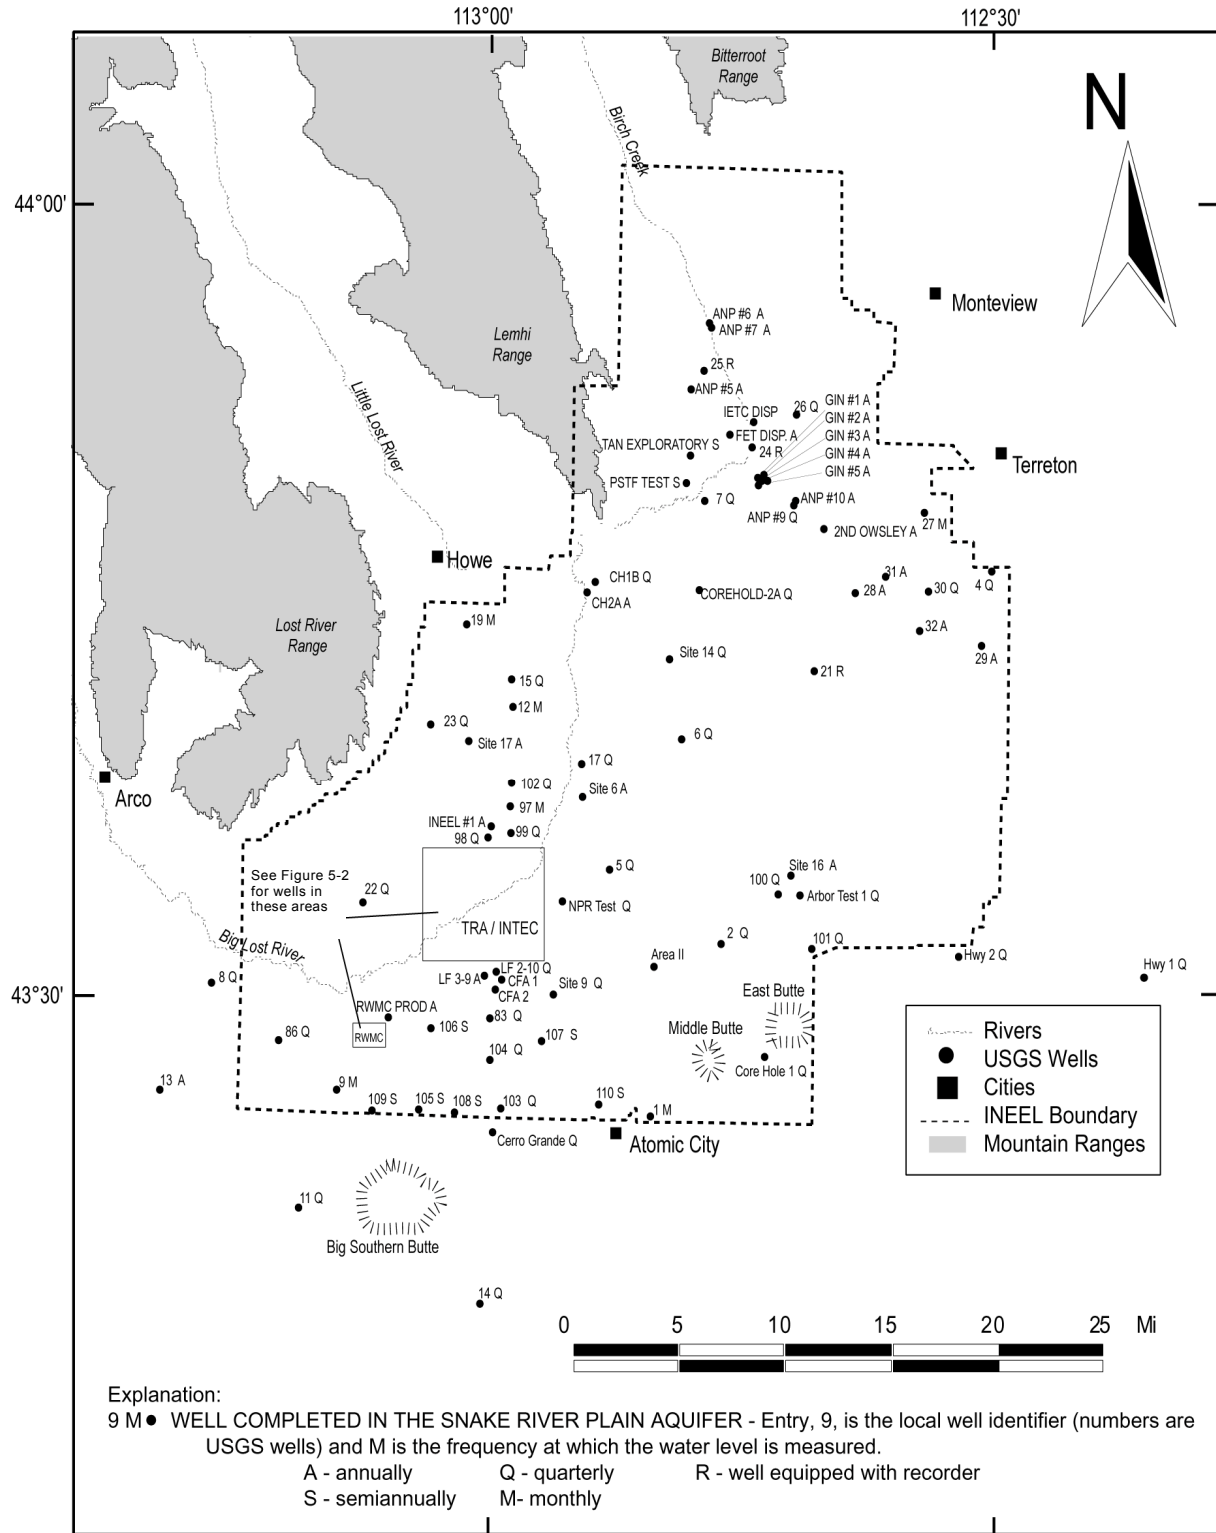 113°00'
112°30'
Bitterroot
Range
Birch Creek
N
44°00'
Monteview
ANP #6 A
ANP #7 A
Lemhi
Range
25 R
ANP #5 A
Little Lost River
GIN #1 A
IETC DISP
26 Q
GIN #2 A
FET DISP. A
GIN #3 A
TAN EXPLORATORY S
24 R
GIN #4 A
Terreton
GIN #5 A
PSTF TEST S
7 Q
ANP #10 A
ANP #9 Q
27 M
2ND OWSLEY A
Howe
CH1B Q
31 A
4 Q
CH2A A
COREHOLD-2A Q
28 A
30 Q
19 M
Lost River
Range
32 A
Site 14 Q
29 A
21 R
15 Q
12 M
23 Q
6 Q
Site 17 A
17 Q
102 Q
Site 6 A
Arco
97 M
INEEL #1 A
99 Q
98 Q
5 Q
Site 16 A
See Figure 5-2
for wells in
these areas
22 Q
100 Q
Arbor Test 1 Q
NPR Test Q
TRA / INTEC
2 Q
101 Q
Big Lost River
Area II
Hwy 2 Q
Hwy 1 Q
LF 2-10 Q
LF 3-9 A
CFA 1
8 Q
Site 9 Q
43°30'
CFA 2
East Butte
RWMC PROD A
83 Q
106 S
Middle Butte
86 Q
RWMC
107 S
104 Q
Core Hole 1 Q
13 A
9 M
109 S
105 S
108 S
103 Q
110 S
1 M
Cerro Grande Q
Atomic City
Rivers
USGS Wells
Cities
INEEL Boundary
Mountain Ranges
11 Q
Big Southern Butte
14 Q
0 5 10 15 20 25 Mi
Explanation:
9 M WELL COMPLETED IN THE SNAKE RIVER PLAIN AQUIFER - Entry, 9, is the local well identifier (numbers are
USGS wells) and M is the frequency at which the water level is measured.
A - annually Q - quarterly R - well equipped with recorder
S - semiannually M- monthly